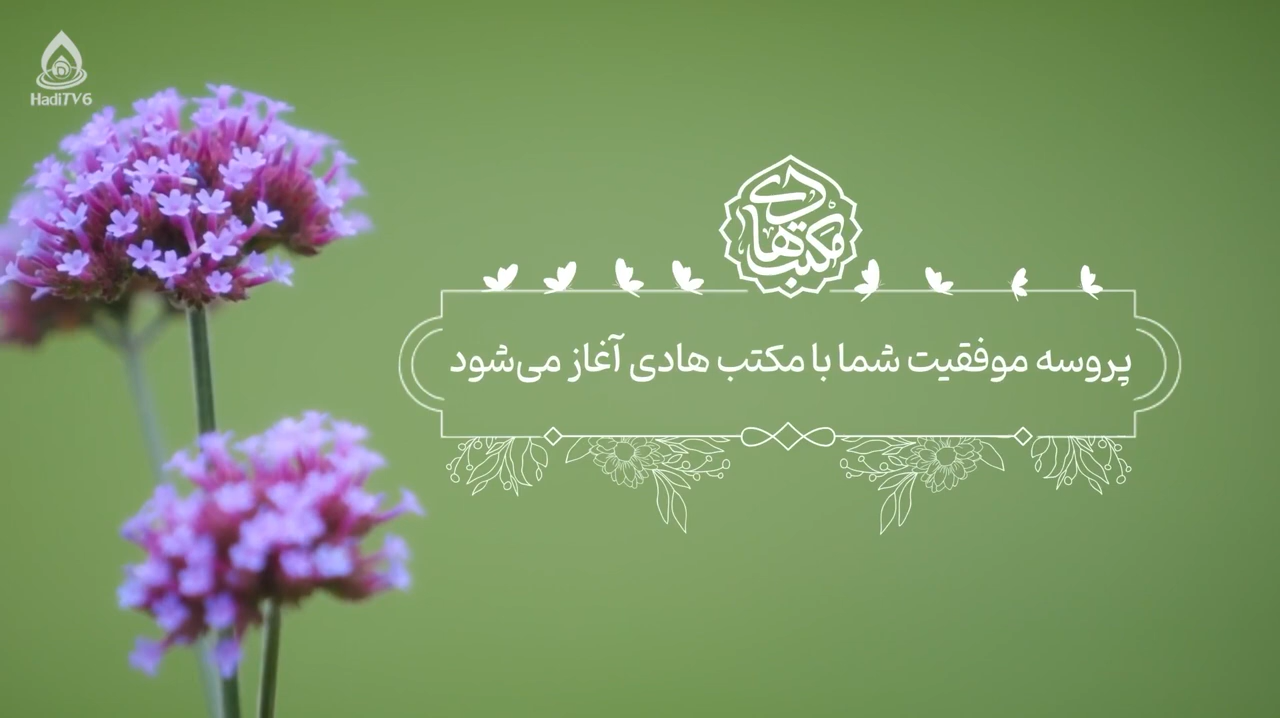 HadiTV6
مکتب هادی
پروسه موفقیت شما با مکتب هادی آغاز می‌شود